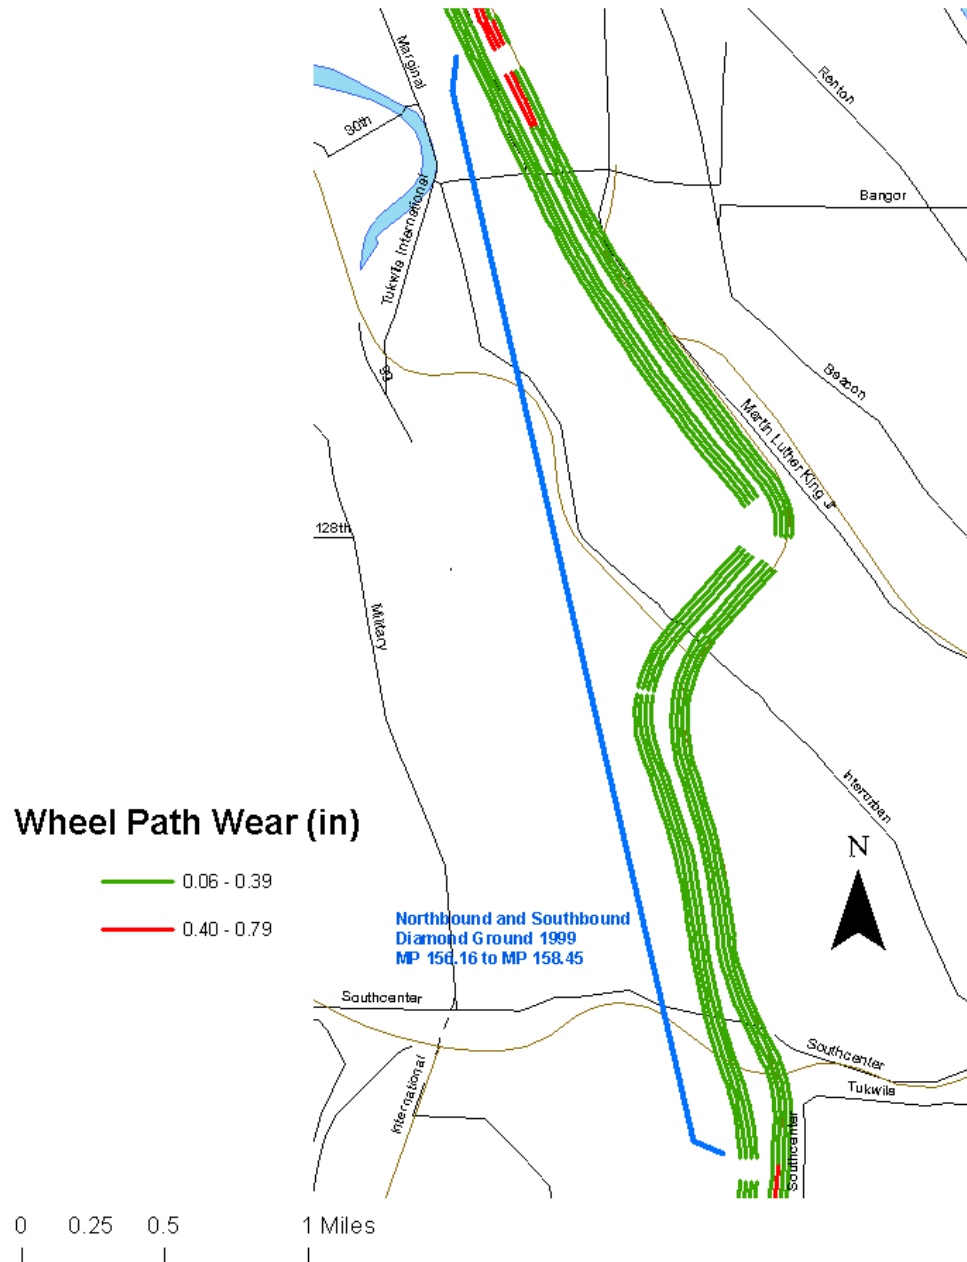 Marginal
Renton
90th
Bangor
Tukwila International
99
Beacon
Martin Luther King Jr
128th
Military
Interurban
Wheel Path Wear (in)
N
0.06 - 0.39
0.40 - 0.79
Northbound and Southbound
Diamond Ground 1999
MP 156.16 to MP 158.45
Southcenter
Southcenter
Tukwila
International
Southcenter
0 0.25 0.5 1 Miles